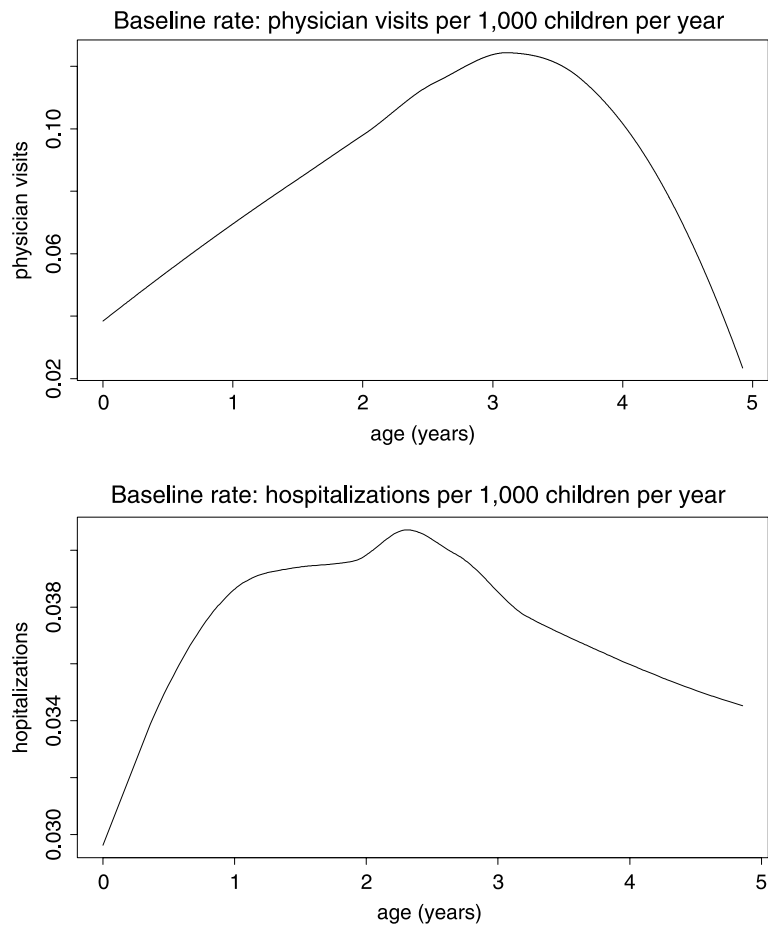 Baseline rate: physician visits per 1,000 children per year
physician visits
0.10
0.06
0.02
0 1 2 3 4 5
age (years)
Baseline rate: hospitalizations per 1,000 children per year
hopitalizations
0.038
0.034
0.030
0 1 2 3 4 5
age (years)